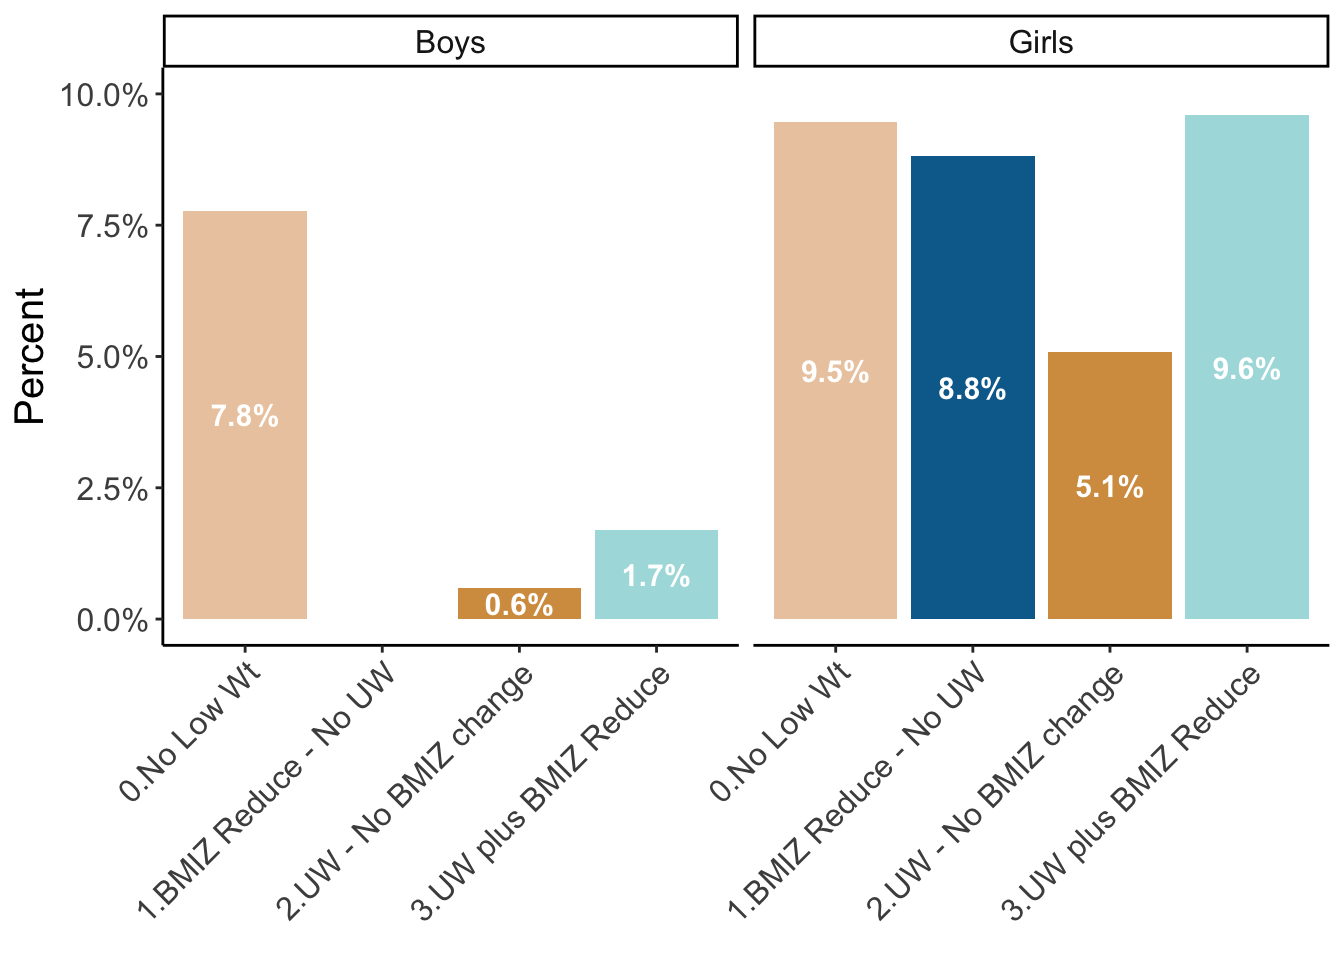 Boys
Girls
Percent
10.0%
7.5%
5.0%
2.5%
0.0%
7.8%
0.6%
1.7%
9.5%
8.8%
5.1%
9.6%
0.No Low Wt
1.BMIZ Reduce - No UW
2.UW - No BMIZ change
3.UW plus BMIZ Reduce
0.No Low Wt
1.BMIZ Reduce - No UW
2.UW - No BMIZ change
3.UW plus BMIZ Reduce